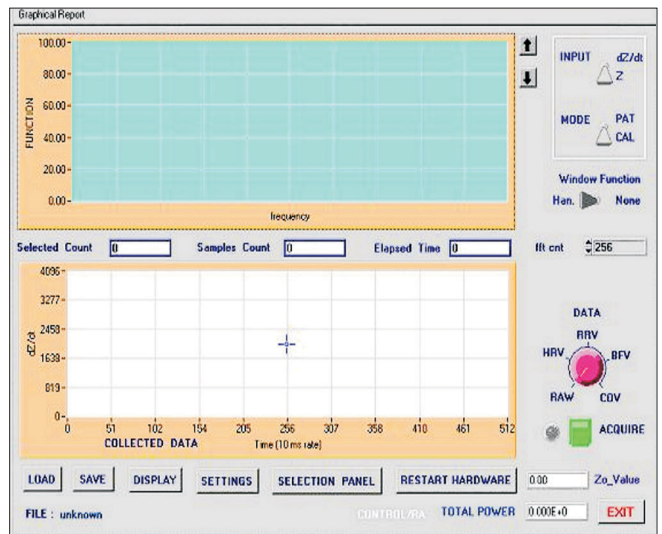 Graphical Report
100.00
80.00
60.00
40.00
20.00
0.00
FUNCTION
frequency
INPUT dZ/dt
Z
MODE PAT
CAL
Window Function
Han. None
Selected Count 0 Samples Count 0 Elapsed Time 0 fft cnt 256
4096
3277
2458
1638
819
0
dZ/dt
0 51 102 154 205 256 307 358 410 461 512
COLLECTED DATA Time (10 ms rate)
DATA
RRV
HRV BFV
RAW COV
ACQUIRE
LOAD SAVE DISPLAY SETTINGS SELECTION PANEL RESTART HARDWARE 0.00 Zo_Value
FILE : unknown CONTROL/RA TOTAL POWER 0.000E+0 EXIT